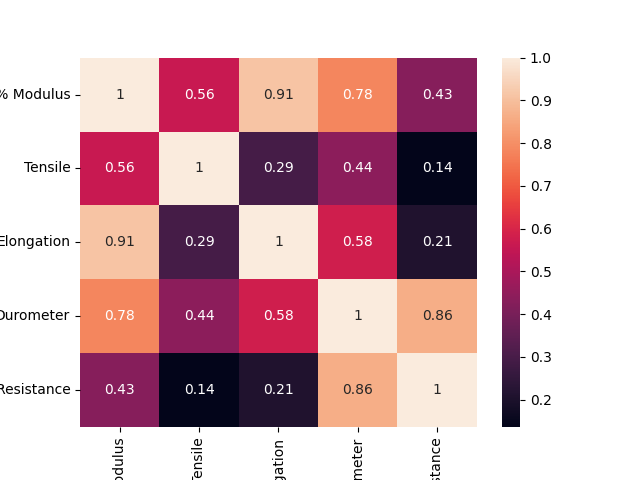 % Modulus 1 0.56 0.91 0.78 0.43
Tensile 0.56 1 0.29 0.44 0.14
Elongation 0.91 0.29 1 0.58 0.21
Durometer 0.78 0.44 0.58 1 0.86
Resistance 0.43 0.14 0.21 0.86 1
odulus
Tensile
gation
meter
stance
1.0
0.9
0.8
0.7
0.6
0.5
0.4
0.3
0.2